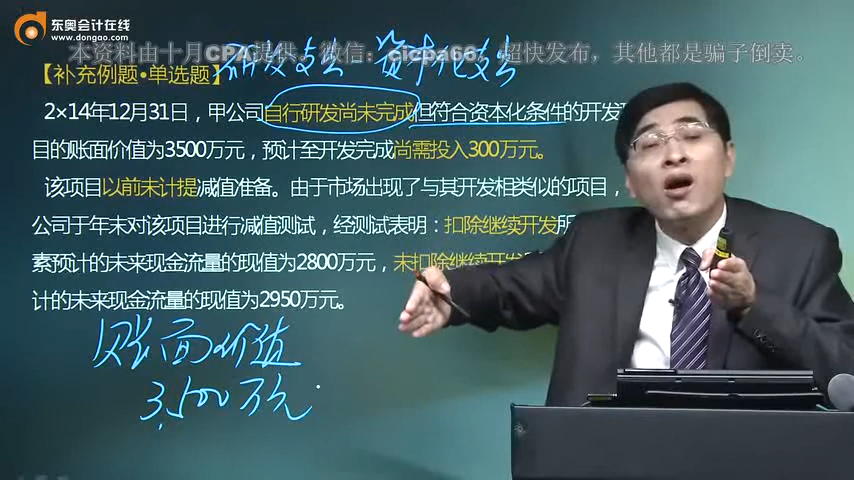 东奥会计在线
www.dongao.com
本资料由十月CPA提供。微信：cicpa66。超快发布，其他都是骗子倒卖。
【补充例题•单选题】研发支出 资本化支出
2×14年12月31日，甲公司自行研发尚未完成但符合资本化条件的开发
目的账面价值为3500万元，预计至开发完成尚需投入300万元。
该项目以前未计提减值准备。由于市场出现了与其开发相类似的项目，
公司于年末对该项目进行减值测试，经测试表明：扣除继续开发
素预计的未来现金流量的现值为2800万元，未扣除继续开发
计的未来现金流量的现值为2950万元。
账面价值
3500万元